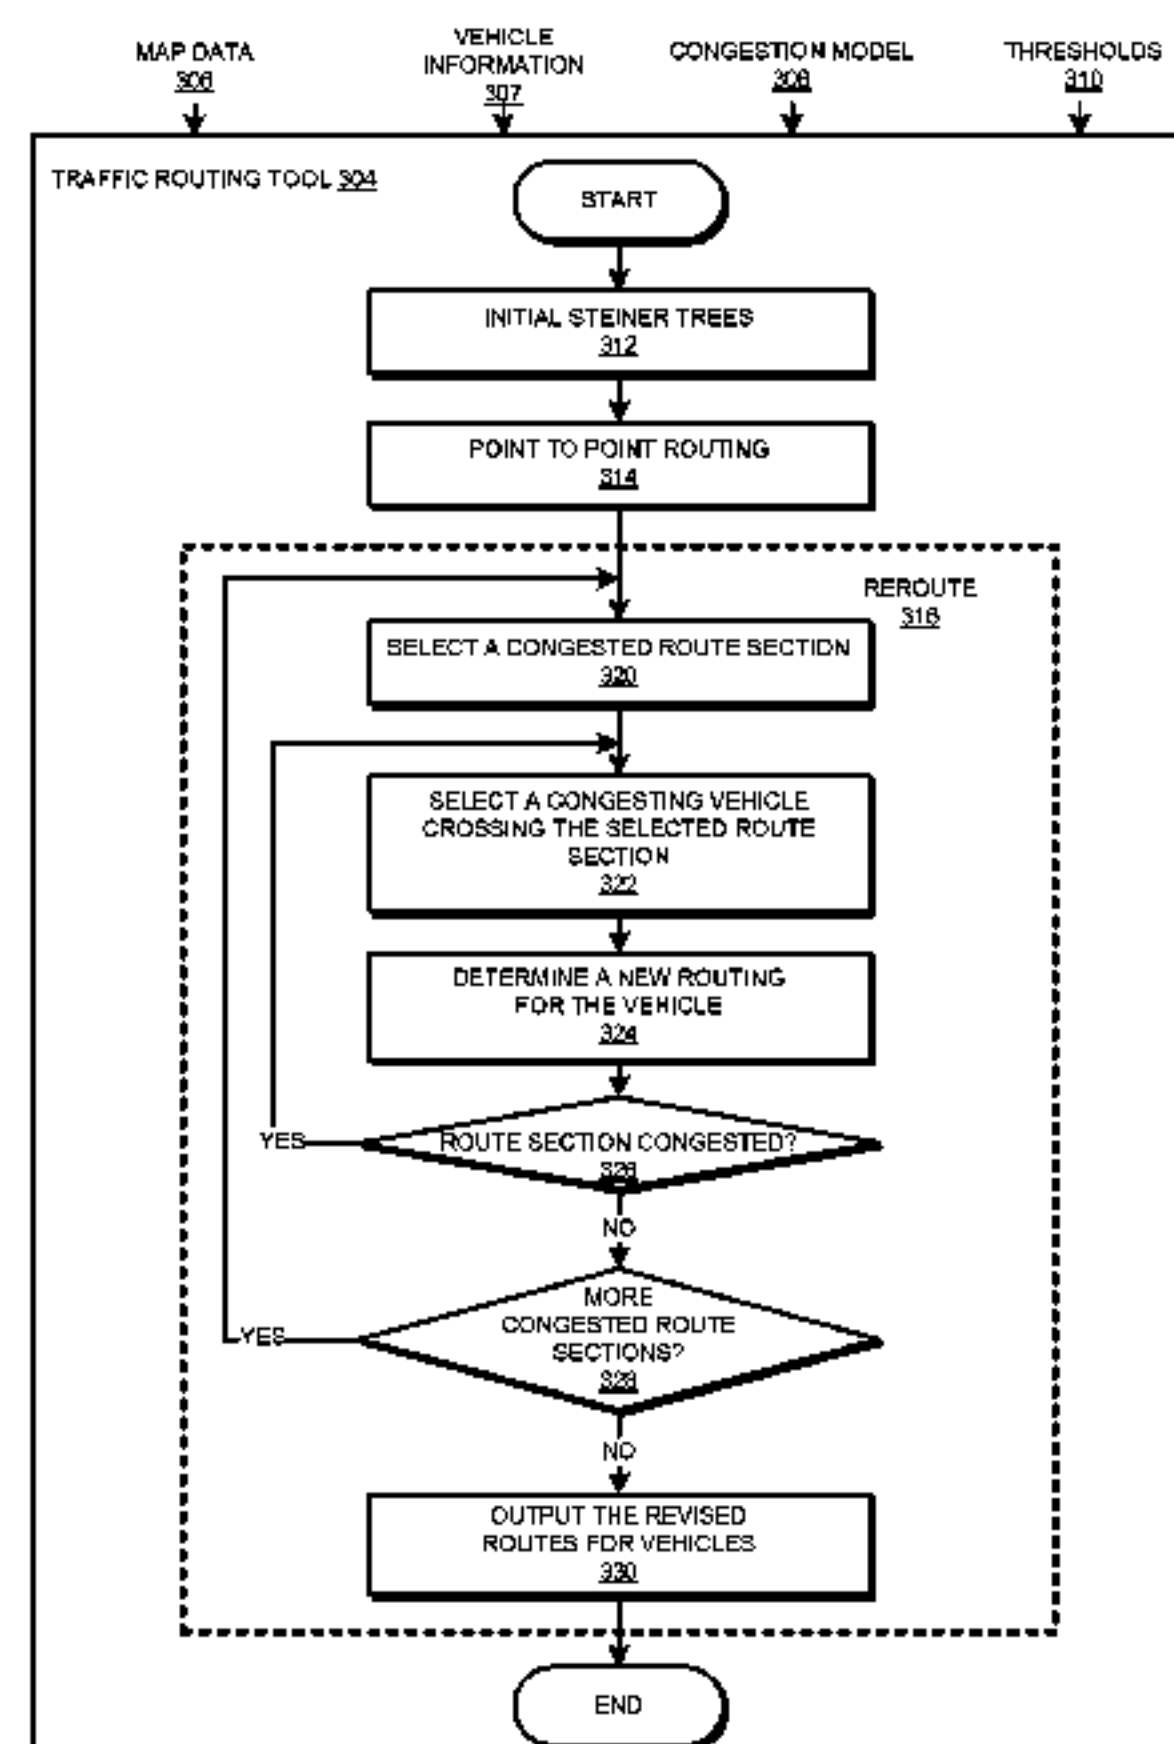 MAP DATA
306
VEHICLE
INFORMATION
307
CONGESTION MODEL
308
THRESHOLDS
310
TRAFFIC ROUTING TOOL 304
START
INITIAL STEINER TREES
312
POINT TO POINT ROUTING
314
REROUTE
316
SELECT A CONGESTED ROUTE SECTION
320
SELECT A CONGESTING VEHICLE
CROSSING THE SELECTED ROUTE
SECTION
322
DETERMINE A NEW ROUTING
FOR THE VEHICLE
324
YES
ROUTE SECTION CONGESTED?
326
NO
MORE
CONGESTED ROUTE
SECTIONS?
328
YES
NO
OUTPUT THE REVISED
ROUTES FOR VEHICLES
330
END